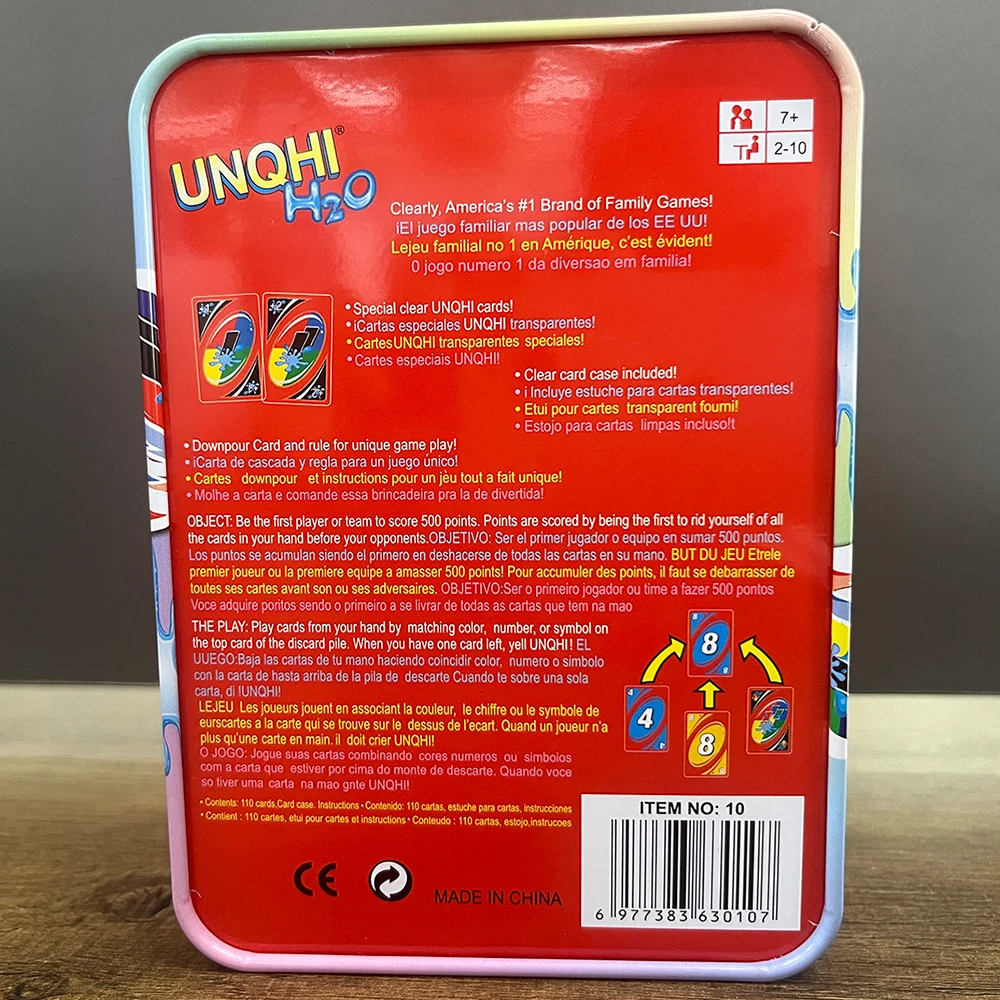 UNQHI®
H2O
7+
2-10
Clearly, America's #1 Brand of Family Games!
iEI juego familiar mas popular de los EE UU!
Lejeu familial no 1 en Amérique, c'est évident!
0 jogo numero 1 da diversao em familia!
• Special clear UNQHI cards!
• iCartas especiales UNQHI transparentes!
• CartesUNQHI transparentes speciales!
• Cartes especiais UNQHI!
• Clear card case included!
• i Incluye estuche para cartas transparentes!
• Etui pour cartes transparent fourni!
• Estojo para cartas limpas incluso!t
• Downpour Card and rule for unique game play!
• iCarta de cascada y regla para un juego único!
• Cartes downpour et instructions pour un jèu tout a fait unique!
• Molhe a carta e comande essa brincadeira pra la de divertida!
OBJECT: Be the first player or team to score 500 points. Points are scored by being the first to rid yourself of all
the cards in your hand before your opponents.OBJETIVO: Ser el primer jugador o equipo en sumar 500 puntos.
Los puntos se acumulan siendo el primero en deshacerse de todas las cartas en su mano. BUT DU JEU Etrele
premier joueur ou la premiere equipe a amasser 500 points! Pour accumuler des points, il faut se debarrasser de
toutes ses cartes avant son ou ses adversaires. OBJETIVO:Ser o primeiro jogador ou time a fazer 500 pontos
Voce adquire poritos sendo o primeiro a se livrar de todas as cartas que tem na mao
THE PLAY: Play cards from your hand by matching color, number, or symbol on
the top card of the discard pile. When you have one card left, yell UNQHI! EL
UUEGO:Baja las cartas de tu mano haciendo coincidir color, numero o simbolo
con la carta de hasta arriba de la pila de descarte Cuando te sobre una sola
carta, di !UNQHI!
LEJEU Les joueurs jouent en associant la couleur, le chiffre ou le symbole de
eurscartes a la carte qui se trouve sur le dessus de l'ecart. Quand un joueur n'a
plus qu'une carte en main. il doit crier UNQHI!
O JOGO: Jogue suas cartas combinando cores numeros ou simboios
com a carta que estiver por cima do monte de descarte. Quando voce
so tiver uma carta na mao gnte UNQHI!
8
4
8
• Contents: 110 cards,Card case. Instructions • Contenido: 110 cartas, estuche para cartas, instrucciones
• Contient : 110 cartes, etui pour cartes et instructions • Conteudo : 110 cartas, estojo,instrucoes
CE
MADE IN CHINA
ITEM NO: 10
6 977383 630107